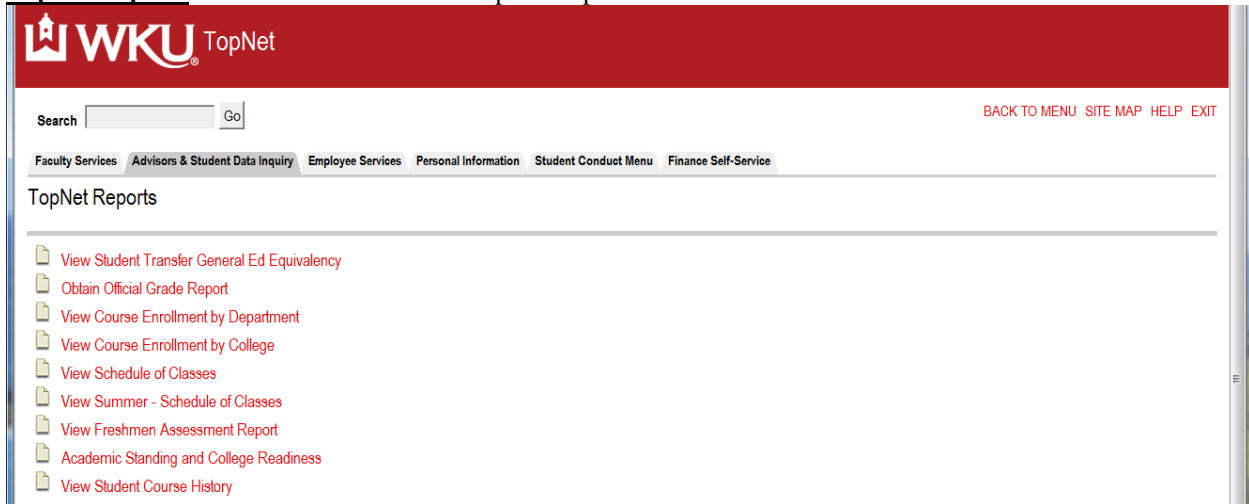 WKU® TopNet
Search Go BACK TO MENU SITE MAP HELP EXIT
Faculty Services Advisors & Student Data Inquiry Employee Services Personal Information Student Conduct Menu Finance Self-Service
TopNet Reports
View Student Transfer General Ed Equivalency
Obtain Official Grade Report
View Course Enrollment by Department
View Course Enrollment by College
View Schedule of Classes
View Summer - Schedule of Classes
View Freshmen Assessment Report
Academic Standing and College Readiness
View Student Course History